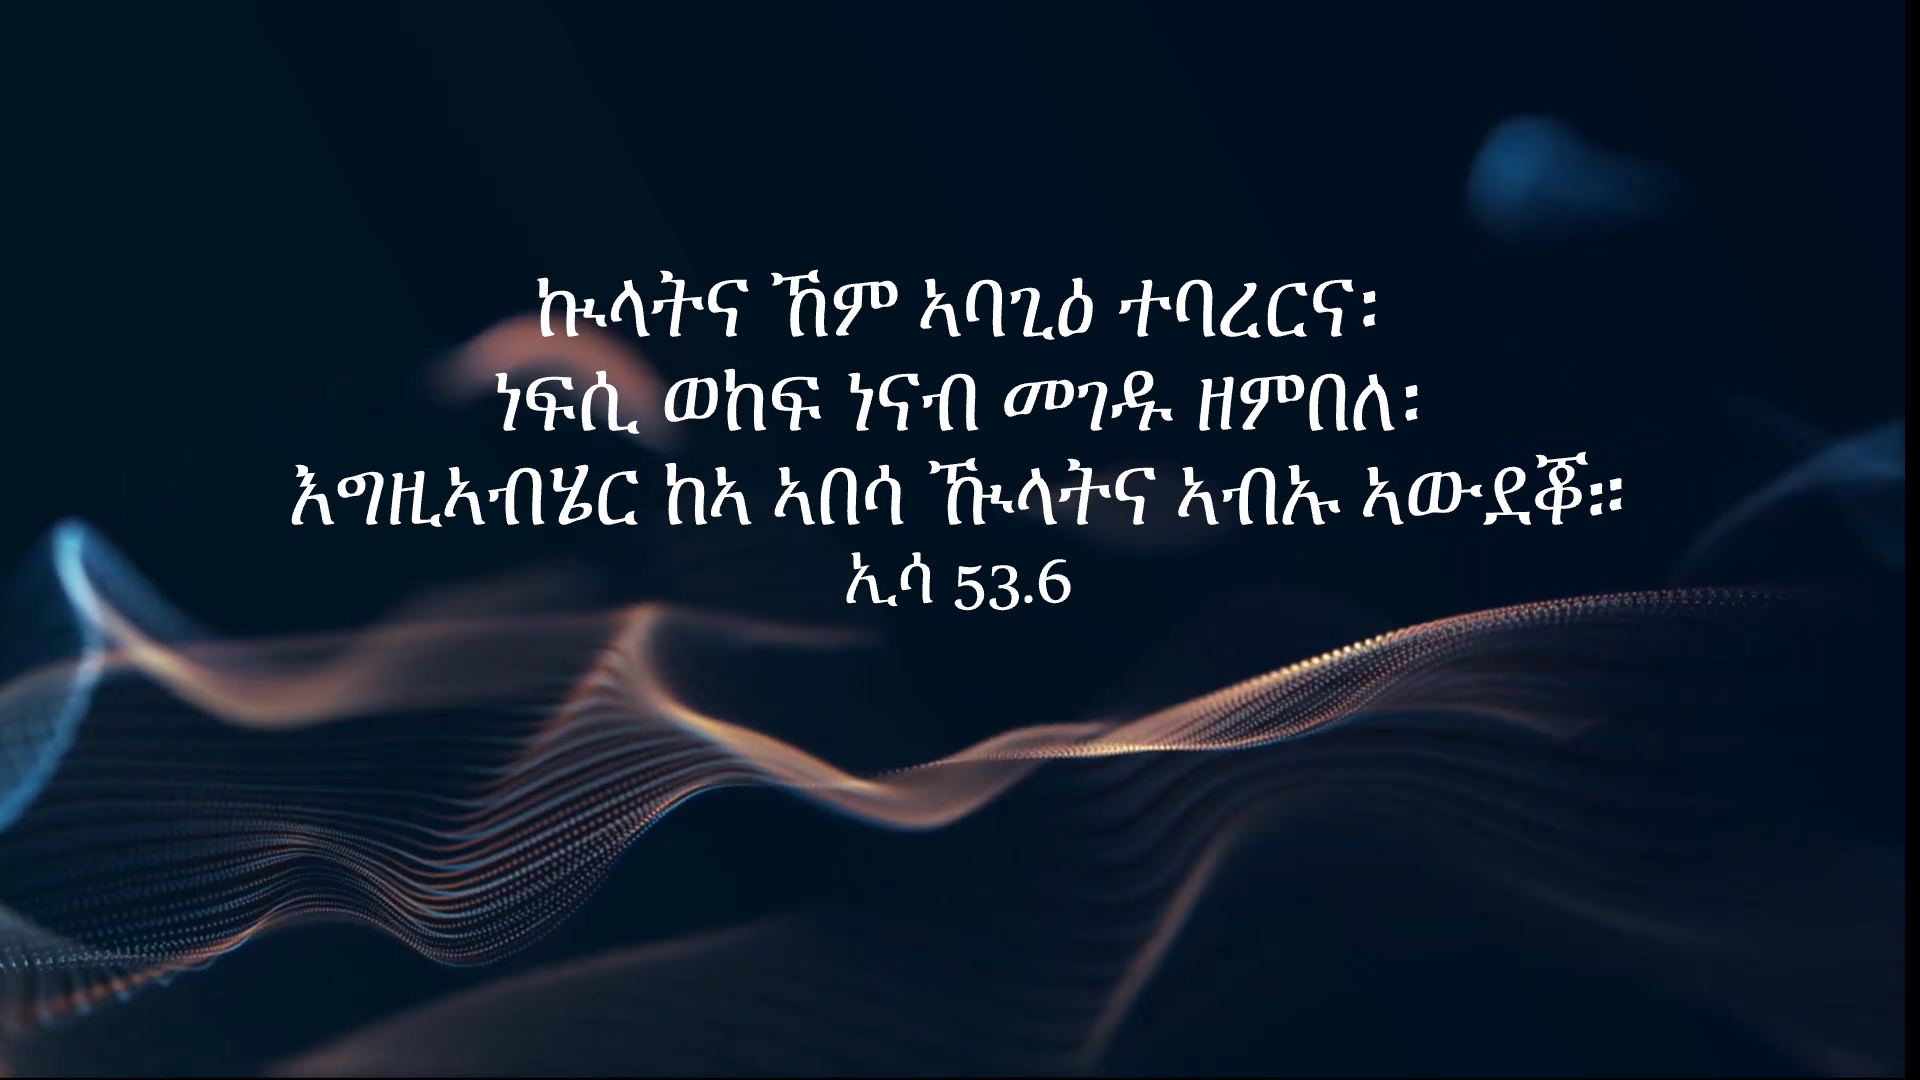 ኵላትና ኸም ኣባጊዕ ተባረርና፡
ነፍሲ ወከፍ ነናብ መገዱ ዘምበለ፡
እግዚኣብሄር ከኣ ኣበሳ ዅላትና ኣብኡ ኣውደቖ።
ኢሳ 53.6